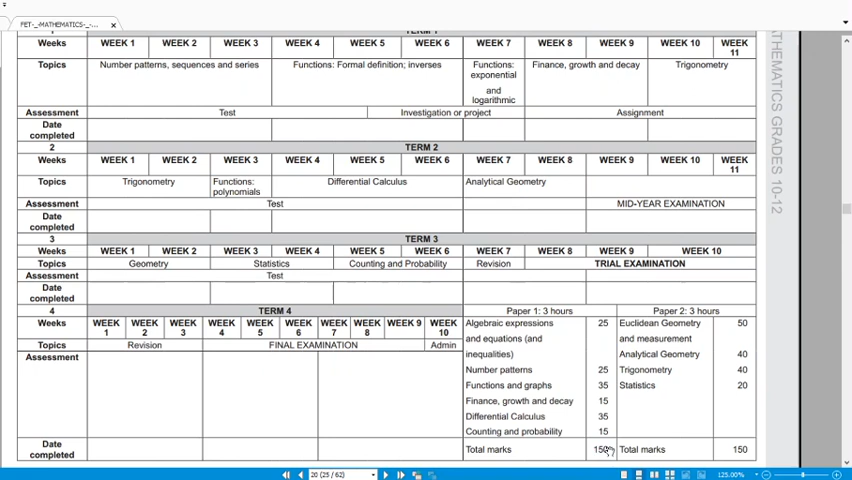 FET-_-MATHEMATICS-_-...
TERM 1
Weeks WEEK 1 WEEK 2 WEEK 3 WEEK 4 WEEK 5 WEEK 6 WEEK 7 WEEK 8 WEEK 9 WEEK 10 WEEK 11
Topics Number patterns, sequences and series Functions: Formal definition; inverses Functions: exponential and logarithmic Finance, growth and decay Trigonometry
Assessment Test Investigation or project Assignment
Date completed
2 TERM 2
Weeks WEEK 1 WEEK 2 WEEK 3 WEEK 4 WEEK 5 WEEK 6 WEEK 7 WEEK 8 WEEK 9 WEEK 10 WEEK 11
Topics Trigonometry Functions: polynomials Differential Calculus Analytical Geometry
Assessment Test MID-YEAR EXAMINATION
Date completed
3 TERM 3
Weeks WEEK 1 WEEK 2 WEEK 3 WEEK 4 WEEK 5 WEEK 6 WEEK 7 WEEK 8 WEEK 9 WEEK 10
Topics Geometry Statistics Counting and Probability Revision TRIAL EXAMINATION
Assessment Test
Date completed
4 TERM 4 Paper 1: 3 hours Paper 2: 3 hours
Weeks WEEK 1 WEEK 2 WEEK 3 WEEK 4 WEEK 5 WEEK 6 WEEK 7 WEEK 8 WEEK 9 WEEK 10
Topics Revision FINAL EXAMINATION Admin
Assessment
Algebraic expressions 25 Euclidean Geometry 50
and equations (and and measurement
inequalities) Analytical Geometry 40
Number patterns 25 Trigonometry 40
Functions and graphs 35 Statistics 20
Finance, growth and decay 15
Differential Calculus 35
Counting and probability 15
Date completed Total marks 150 Total marks 150
ATHEMATICS GRADES 10-12
20 (25 / 62)
125.00%